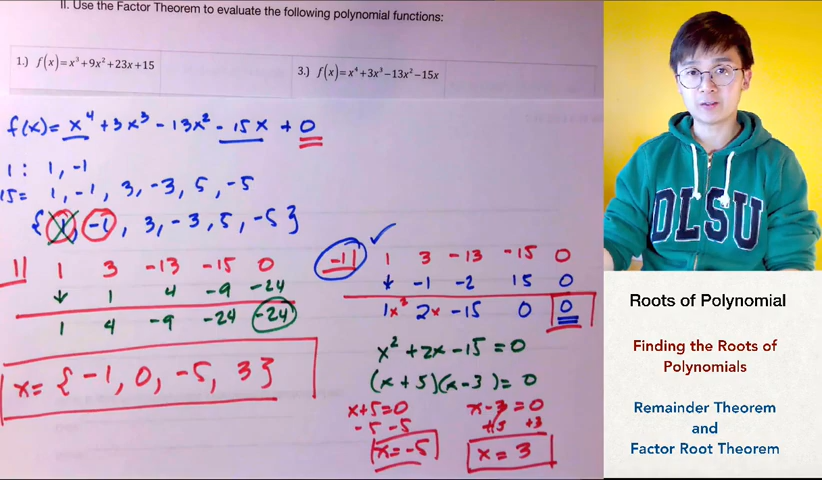 II. Use the Factor Theorem to evaluate the following polynomial functions:
1.) f(x)=x³+9x²+23x+15
3.) f(x)=x⁴+3x³−13x²−15x
f(x)= x⁴ +3x³ − 13x² − 15x + 0
1 : 1, −1
15= 1, −1, 3, −3, 5, −5
{1, −1, 3, −3, 5, −5}
1| 1 3 −13 −15 0
↓ 1 4 −9 −24
1 4 −9 −24 −24
x= {−1, 0, −5, 3}
−1| 1 3 −13 −15 0
↓ −1 −2 15 0
1x² 2x −15 0 0
x² + 2x − 15 = 0
(x + 5)(x − 3) = 0
x+5=0
−5 −5
x=−5
x−3=0
+3 +3
x = 3
DLSU
Roots of Polynomial
Finding the Roots of
Polynomials
Remainder Theorem
and
Factor Root Theorem